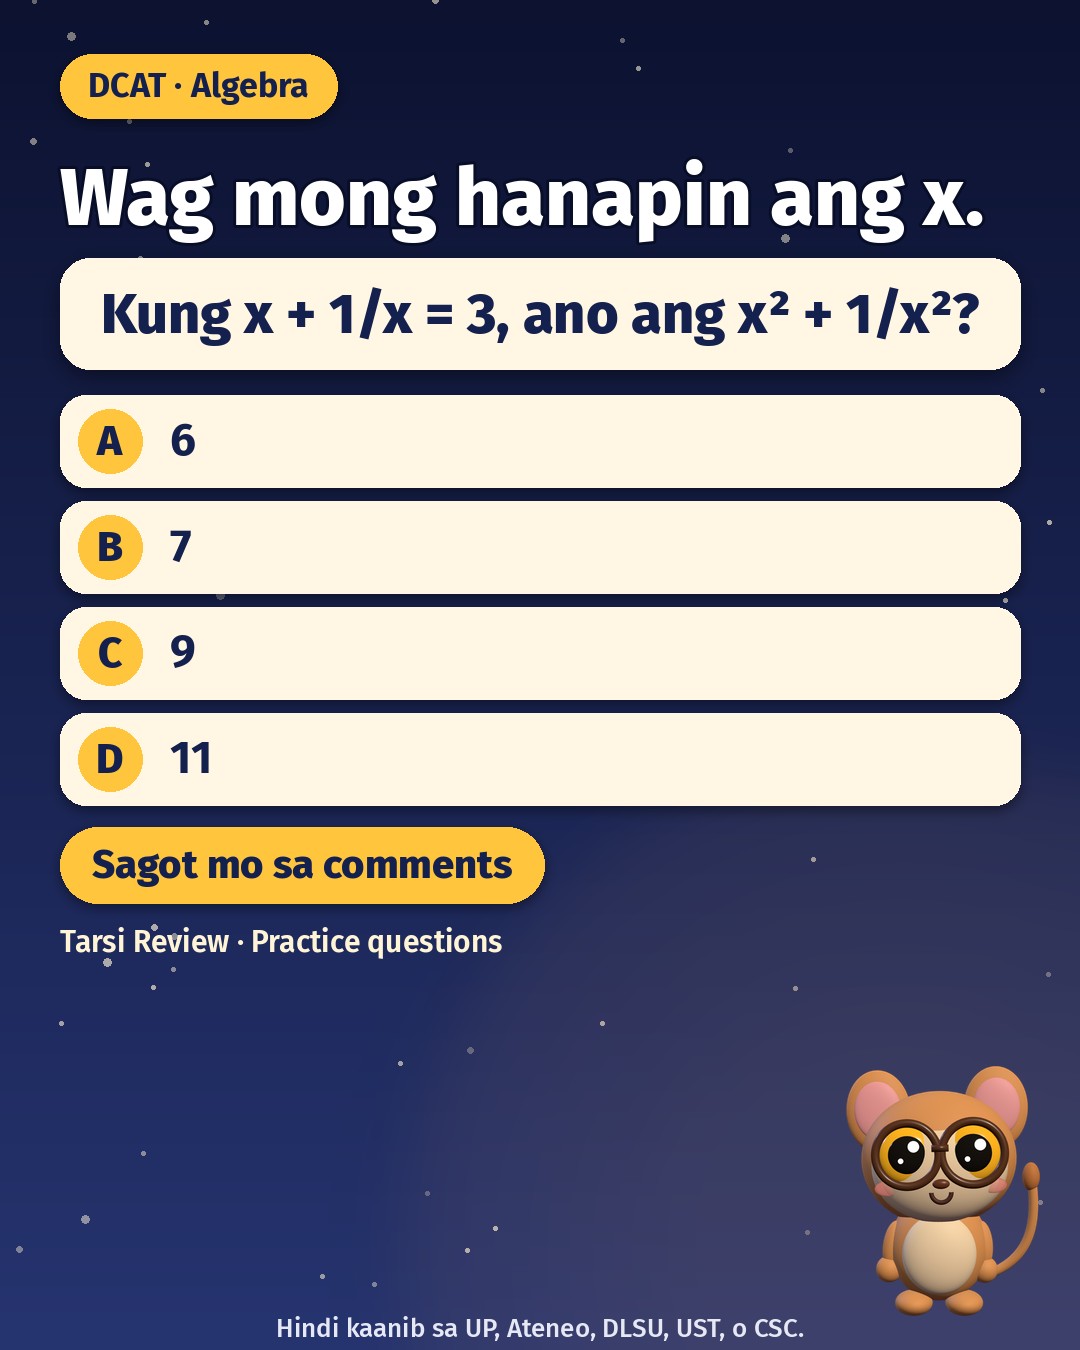 DCAT · Algebra
Wag mong hanapin ang x.
Kung x + 1/x = 3, ano ang x² + 1/x²?
A 6
B 7
C 9
D 11
Sagot mo sa comments
Tarsi Review · Practice questions
Hindi kaanib sa UP, Ateneo, DLSU, UST, o CSC.